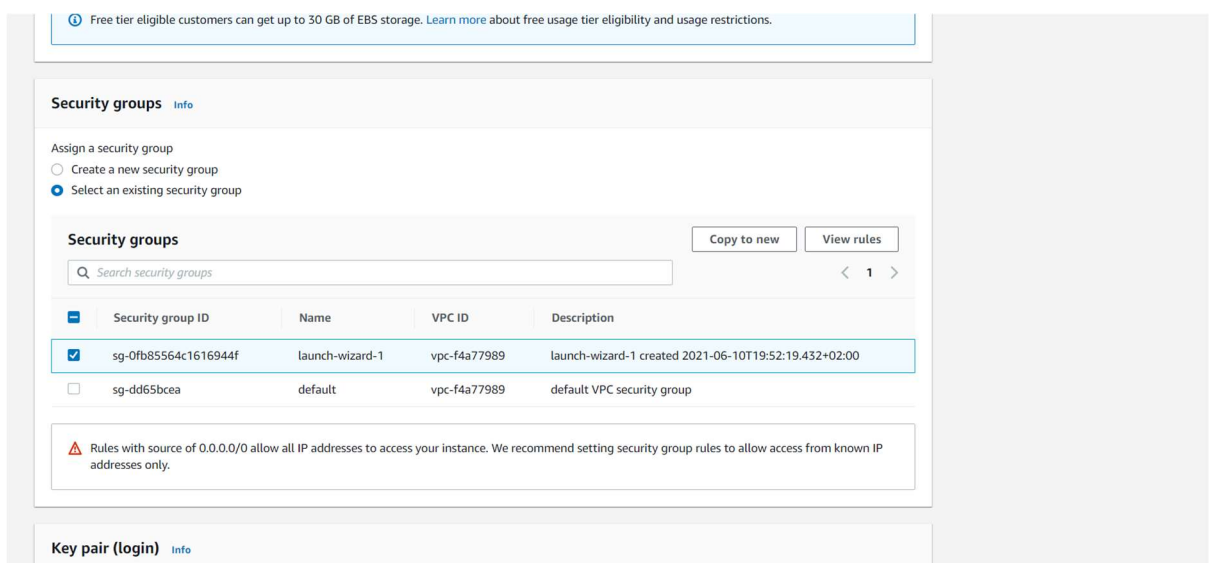 Free tier eligible customers can get up to 30 GB of EBS storage. Learn more about free usage tier eligibility and usage restrictions.
Security groups Info
Assign a security group
Create a new security group
Select an existing security group
Security groups Copy to new View rules
Search security groups 1
Security group ID Name VPC ID Description
sg-0fb85564c1616944f launch-wizard-1 vpc-f4a77989 launch-wizard-1 created 2021-06-10T19:52:19.432+02:00
sg-dd65bcea default vpc-f4a77989 default VPC security group
Rules with source of 0.0.0.0/0 allow all IP addresses to access your instance. We recommend setting security group rules to allow access from known IP
addresses only.
Key pair (login) Info